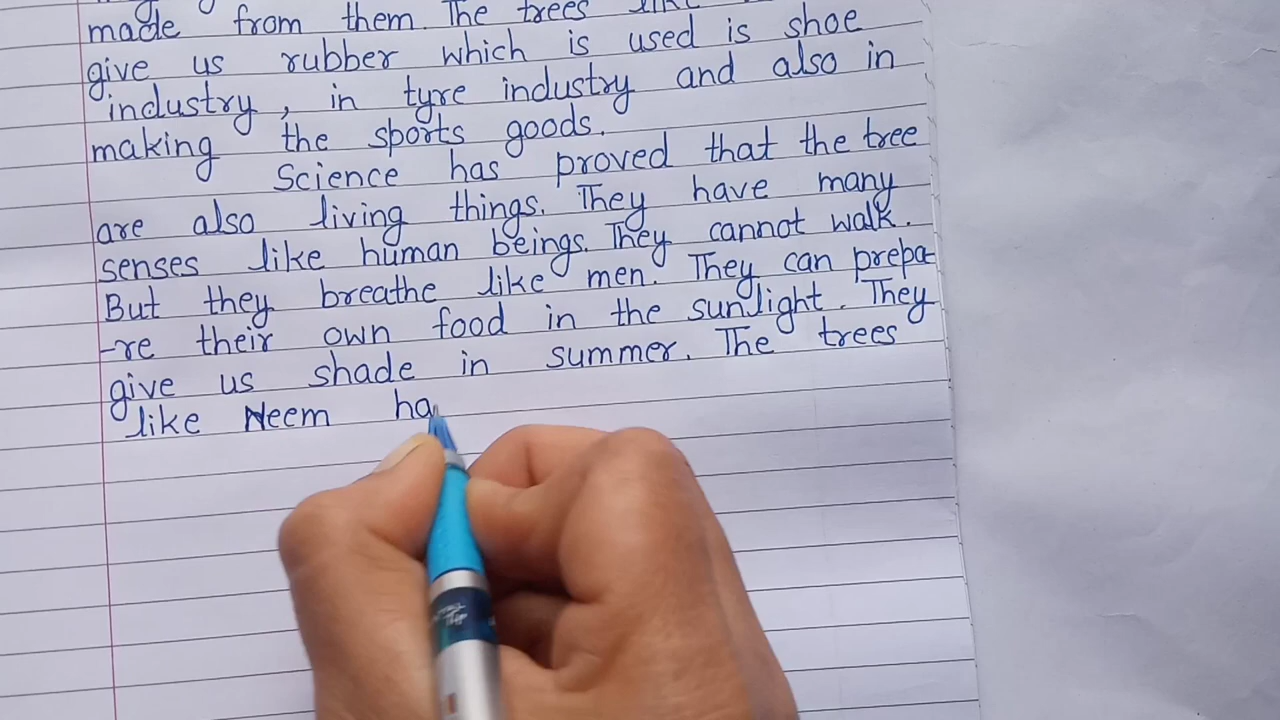 made from them. The trees like
give us rubber which is used is shoe
industry, in tyre industry and also in
making the sports goods.
Science has proved that the tree
are also living things. They have many
senses like human beings. They cannot walk.
But they breathe like men. They can prepa-
-re their own food in the sunlight. They
give us shade in summer. The trees
like Neem ha